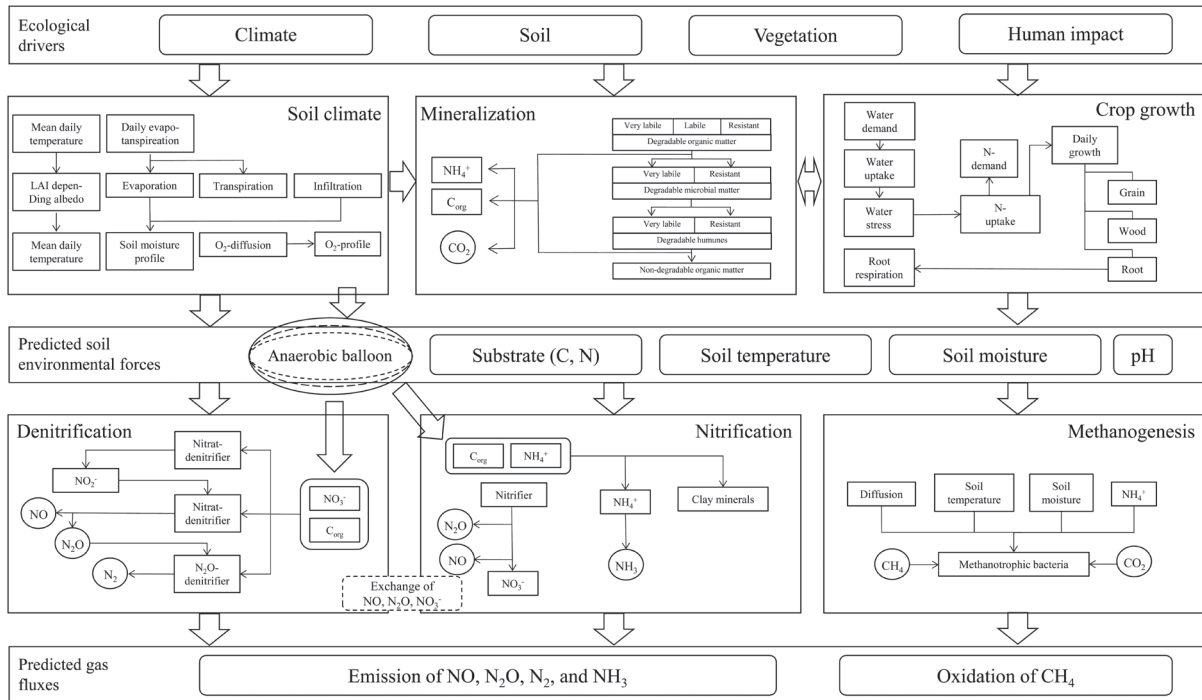 Ecological
drivers
Climate
Soil
Vegetation
Human impact
Soil climate
Mean daily
temperature
Daily evapo-
tanspireation
LAI depen-
Ding albedo
Evaporation
Transpiration
Infiltration
Mean daily
temperature
Soil moisture
profile
O₂-diffusion
O₂-profile
Mineralization
Very labile
Labile
Resistant
Degradable organic matter
NH₄⁺
Very labile
Resistant
Degradable microbial matter
C_org
Very labile
Resistant
Degradable humunes
CO₂
Non-degradable organic matter
Crop growth
Water
demand
Daily
growth
N-
demand
Water
uptake
Grain
Water
stress
N-
uptake
Wood
Root
respiration
Root
Predicted soil
environmental forces
Anaerobic balloon
Substrate (C, N)
Soil temperature
Soil moisture
pH
Denitrification
Nitrat-
denitrifier
NO₂⁻
NO₃⁻
NO
Nitrat-
denitrifier
C_org
N₂O
N₂
N₂O-
denitrifier
Exchange of
NO, N₂O, NO₃⁻
Nitrification
C_org
NH₄⁺
Nitrifier
NH₄⁺
Clay minerals
N₂O
NO
NH₃
NO₃⁻
Methanogenesis
Diffusion
Soil
temperature
Soil
moisture
NH₄⁺
CH₄
Methanotrophic bacteria
CO₂
Predicted gas
fluxes
Emission of NO, N₂O, N₂, and NH₃
Oxidation of CH₄